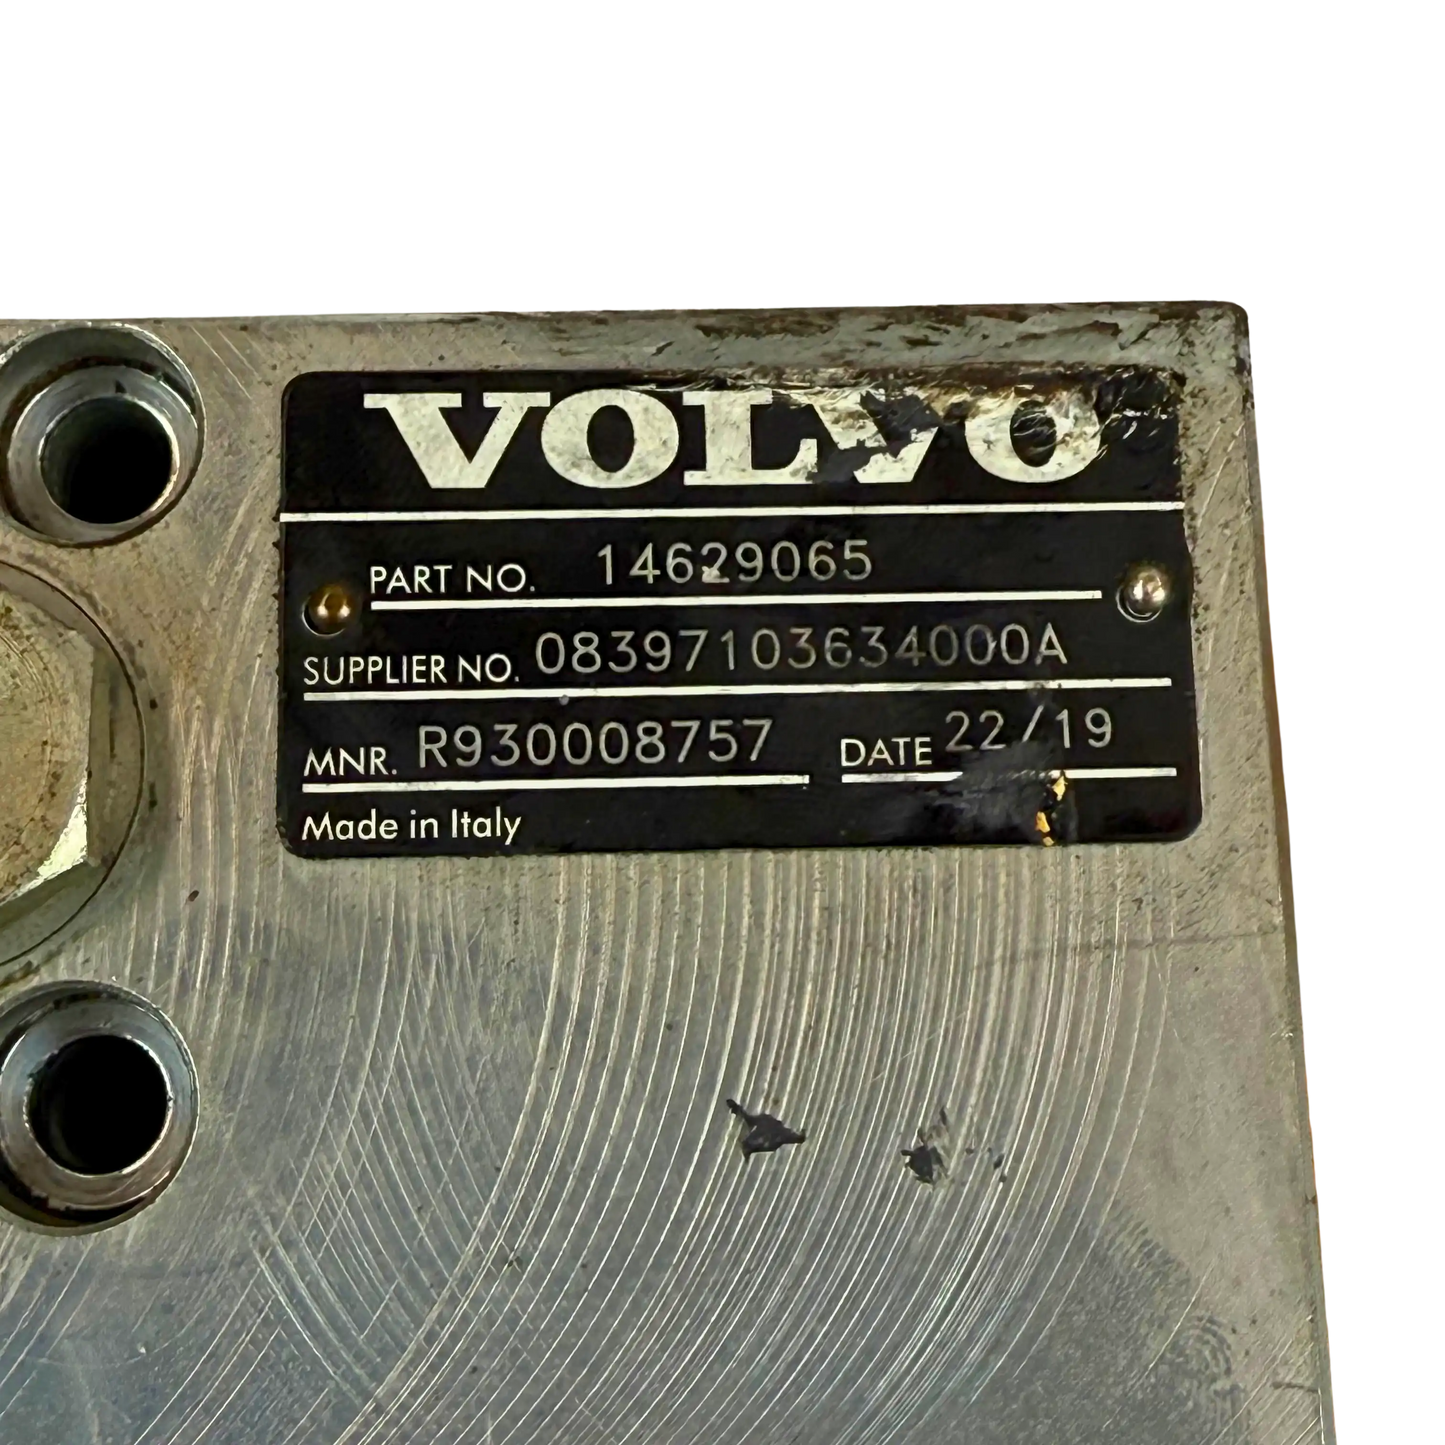 VOLVO
PART NO. 14629065
SUPPLIER NO. 08397103634000A
MNR. R930008757 DATE 22/19
Made in Italy